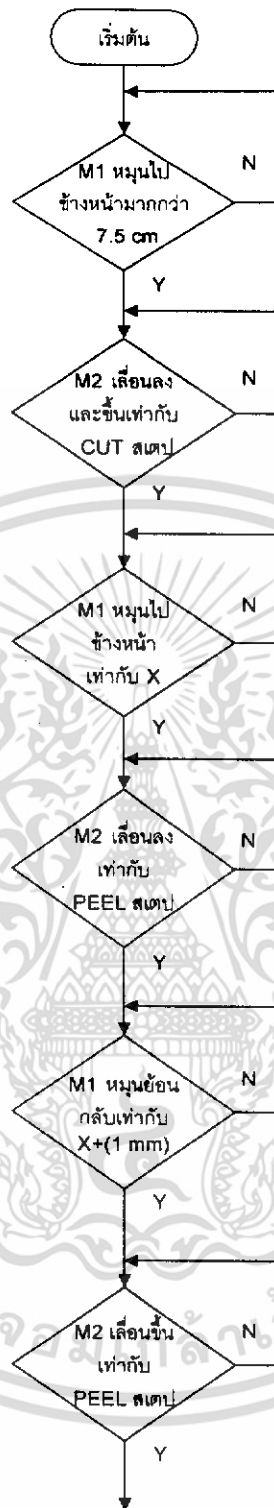 เริ่มต้น
M1 หมุนไป
ข้างหน้ามากกว่า
7.5 cm
N
Y
M2 เลื่อนลง
และขึ้นเท่ากับ
CUT สเตป
N
Y
M1 หมุนไป
ข้างหน้า
เท่ากับ X
N
Y
M2 เลื่อนลง
เท่ากับ
PEEL สเตป
N
Y
M1 หมุนย้อน
กลับเท่ากับ
X+(1 mm)
N
Y
M2 เลื่อนขึ้น
เท่ากับ
PEEL สเตป
N
Y